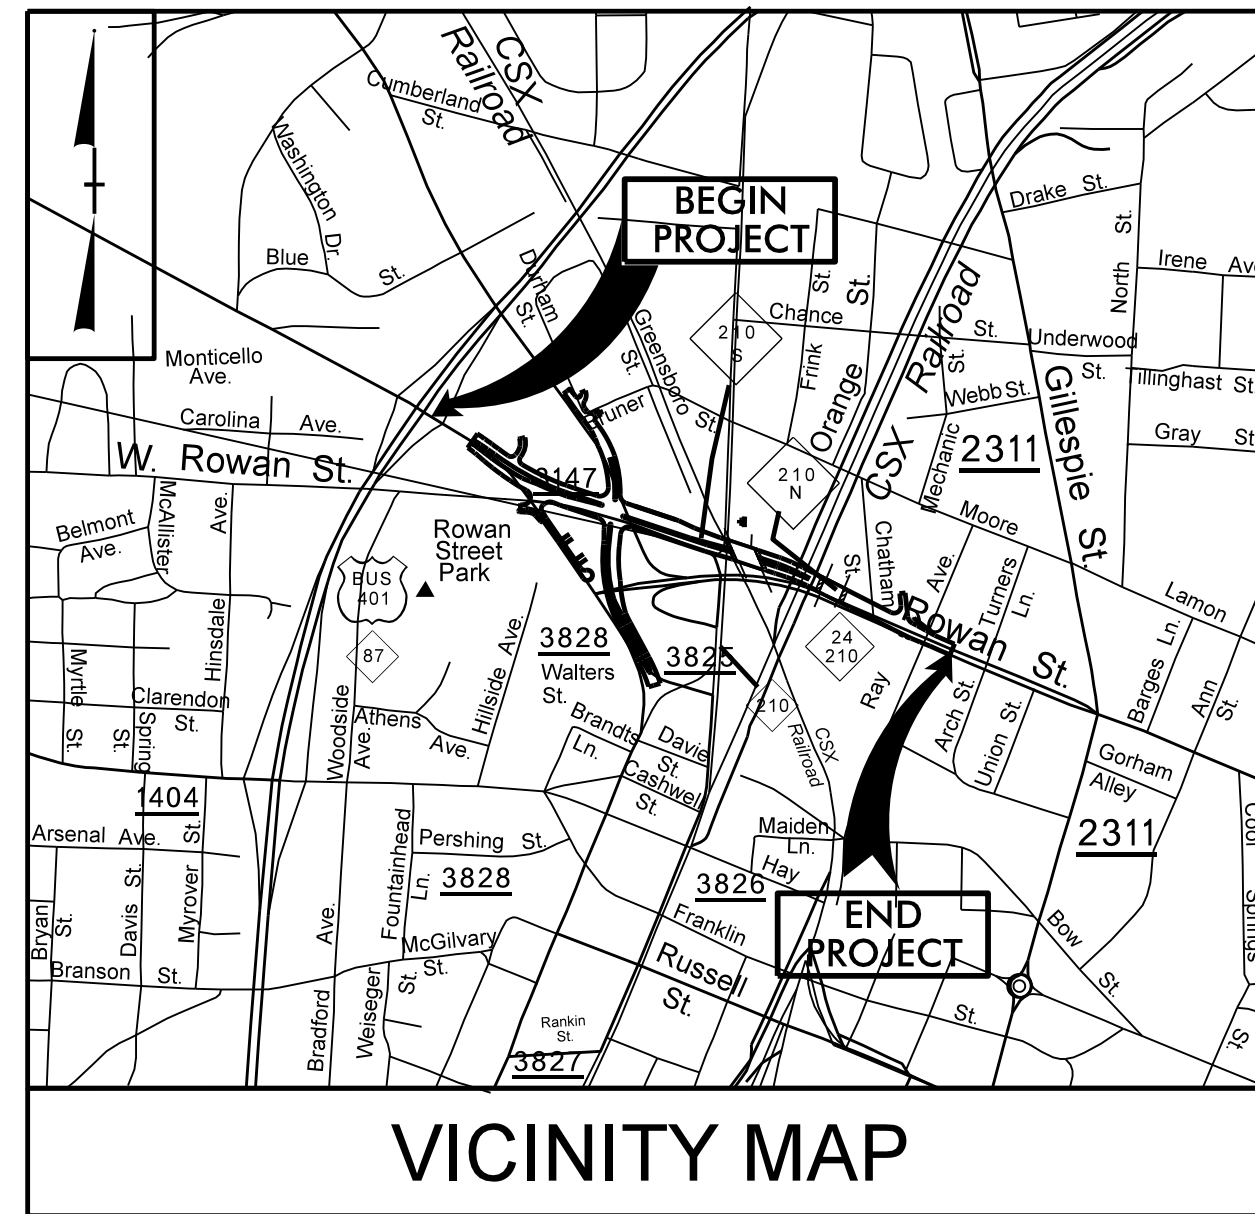 CSX
Railroad
Cumberland
St.
Washington Dr.
Blue
St.
Durham
St.
BEGIN
PROJECT
Drake St.
North St.
Irene Ave
Greensboro
St.
210
S
Chance
St.
Frink
St.
Orange
St.
CSX Railroad
Underwood
St.
Monticello
Ave.
Carolina Ave.
W. Rowan St.
Bruner
St.
Webb St.
Mechanic
St.
2311
Gillespie St.
Tillinghast St
Gray St
3147
210
N
Moore
St.
Lamon
Belmont
Ave.
McAllister
Hinsdale
Ave.
Rowan
Street
Park
BUS
401
87
Hillside Ave.
3828
Walters
St.
3825
24
210
Chatham
Ray
Ave.
Turners
Ln.
Rowan St.
Barges Ln.
Ann
St.
Myrtle
St.
Clarendon
St.
Spring
St.
Woodside
Ave.
Athens
Ave.
Brandts
Ln.
Davie
St.
Cashwell
St.
210
CSX
Railroad
Arch St.
Union St.
Gorham
Alley
1404
Arsenal Ave.
Pershing St.
Fountainhead
Ln.
3828
Maiden
Ln.
Hay
3826
2311
Cool Springs
St.
Bryan
St.
Davis St.
Myrover
St.
Bradford
Ave.
McGilvary
St.
Weiseger
St.
Branson St.
Franklin
St.
Russell
St.
END
PROJECT
Bow
St.
Rankin
St.
3827
VICINITY MAP